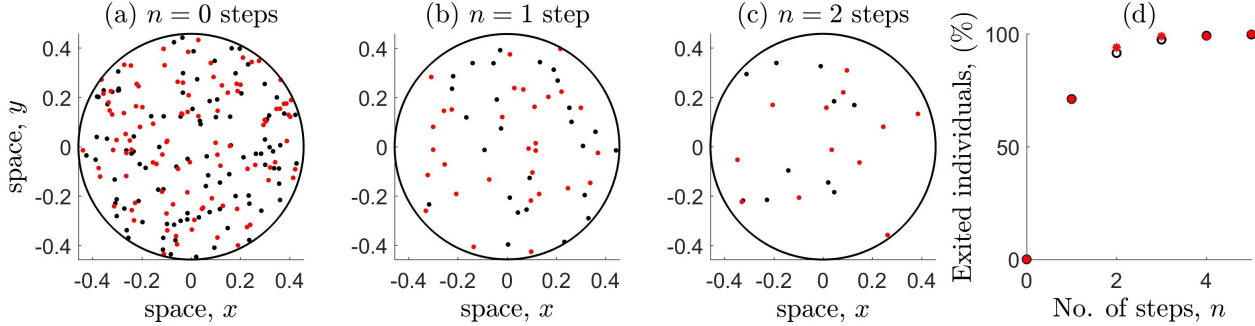 (a) n = 0 steps
0.4
0.2
0
-0.2
-0.4
-0.4 -0.2 0 0.2 0.4
space, x
space, y
(b) n = 1 step
0.4
0.2
0
-0.2
-0.4
-0.4 -0.2 0 0.2 0.4
space, x
(c) n = 2 steps
0.4
0.2
0
-0.2
-0.4
-0.4 -0.2 0 0.2 0.4
space, x
(d)
100
50
0
0 2 4
No. of steps, n
Exited individuals, (%)